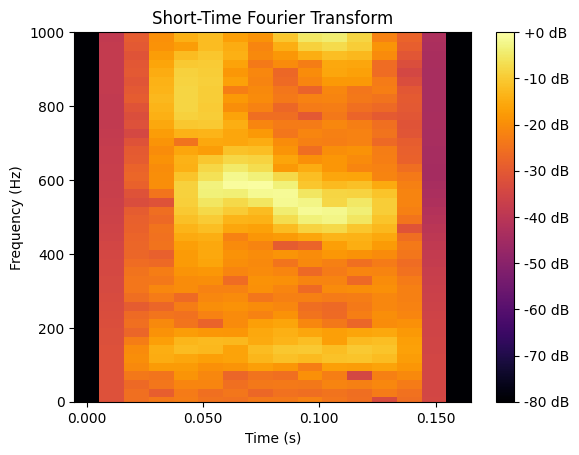 Short-Time Fourier Transform
1000
800
600
400
200
0
Frequency (Hz)
0.000
0.050
0.100
0.150
Time (s)
+0 dB
-10 dB
-20 dB
-30 dB
-40 dB
-50 dB
-60 dB
-70 dB
-80 dB